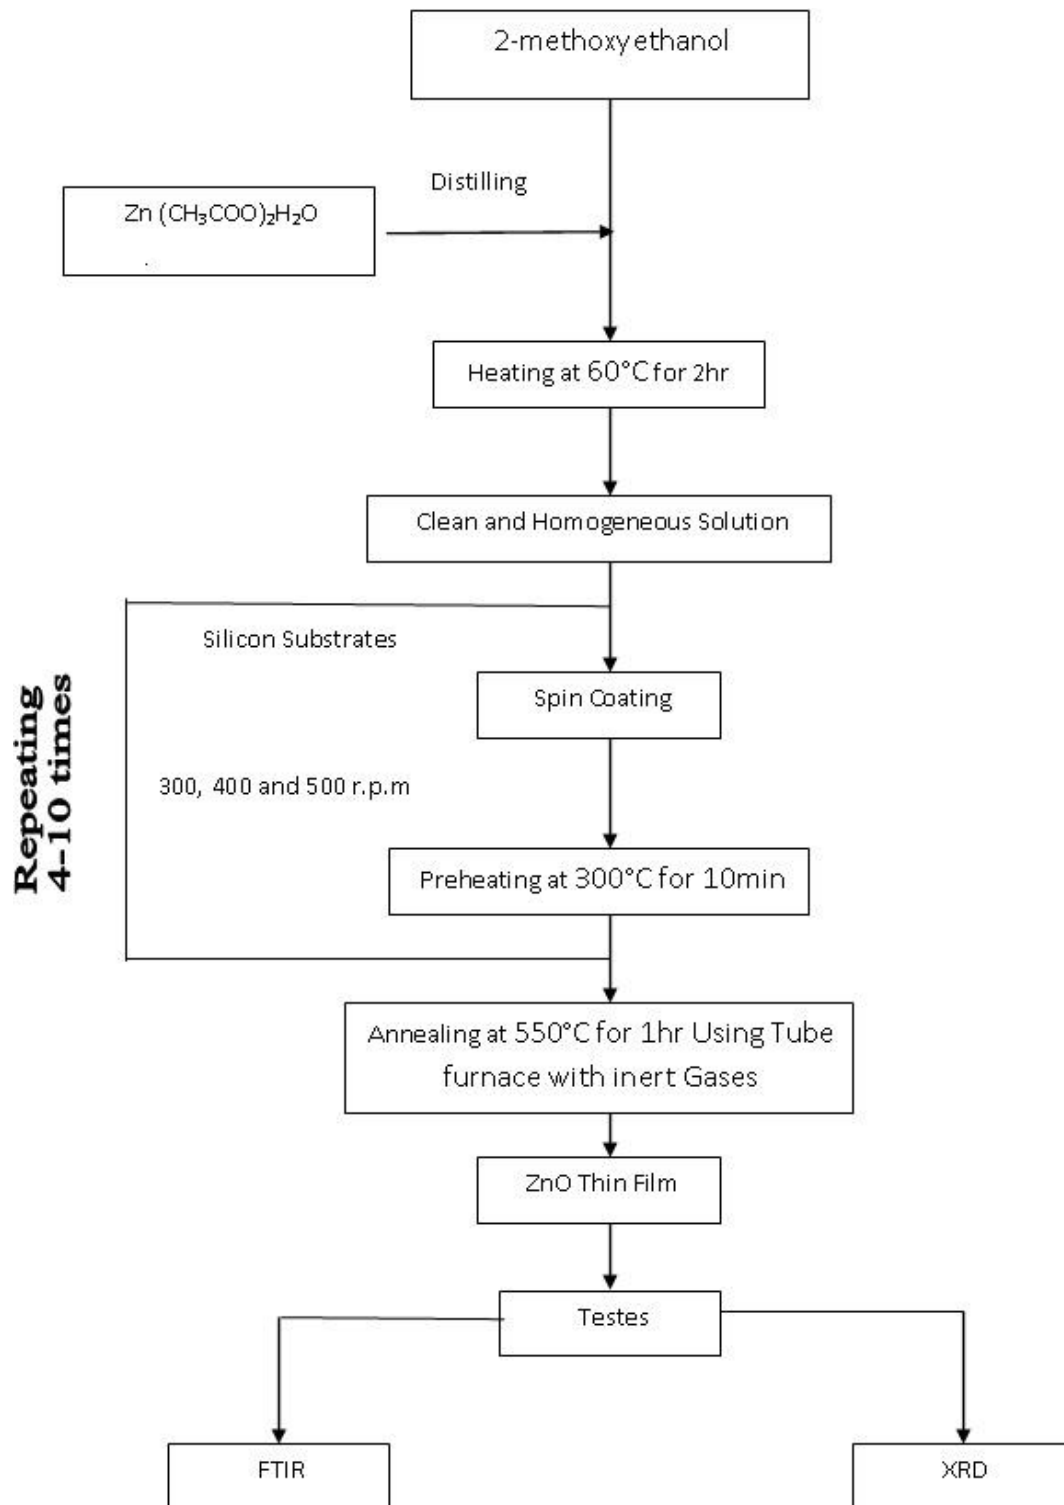 2-methoxyethanol
Distilling
Zn (CH₃COO)₂H₂O
.
Heating at 60°C for 2hr
Clean and Homogeneous Solution
Silicon Substrates
Spin Coating
Repeating
4-10 times
300, 400 and 500 r.p.m
Preheating at 300°C for 10min
Annealing at 550°C for 1hr Using Tube
furnace with inert Gases
ZnO Thin Film
Testes
FTIR
XRD